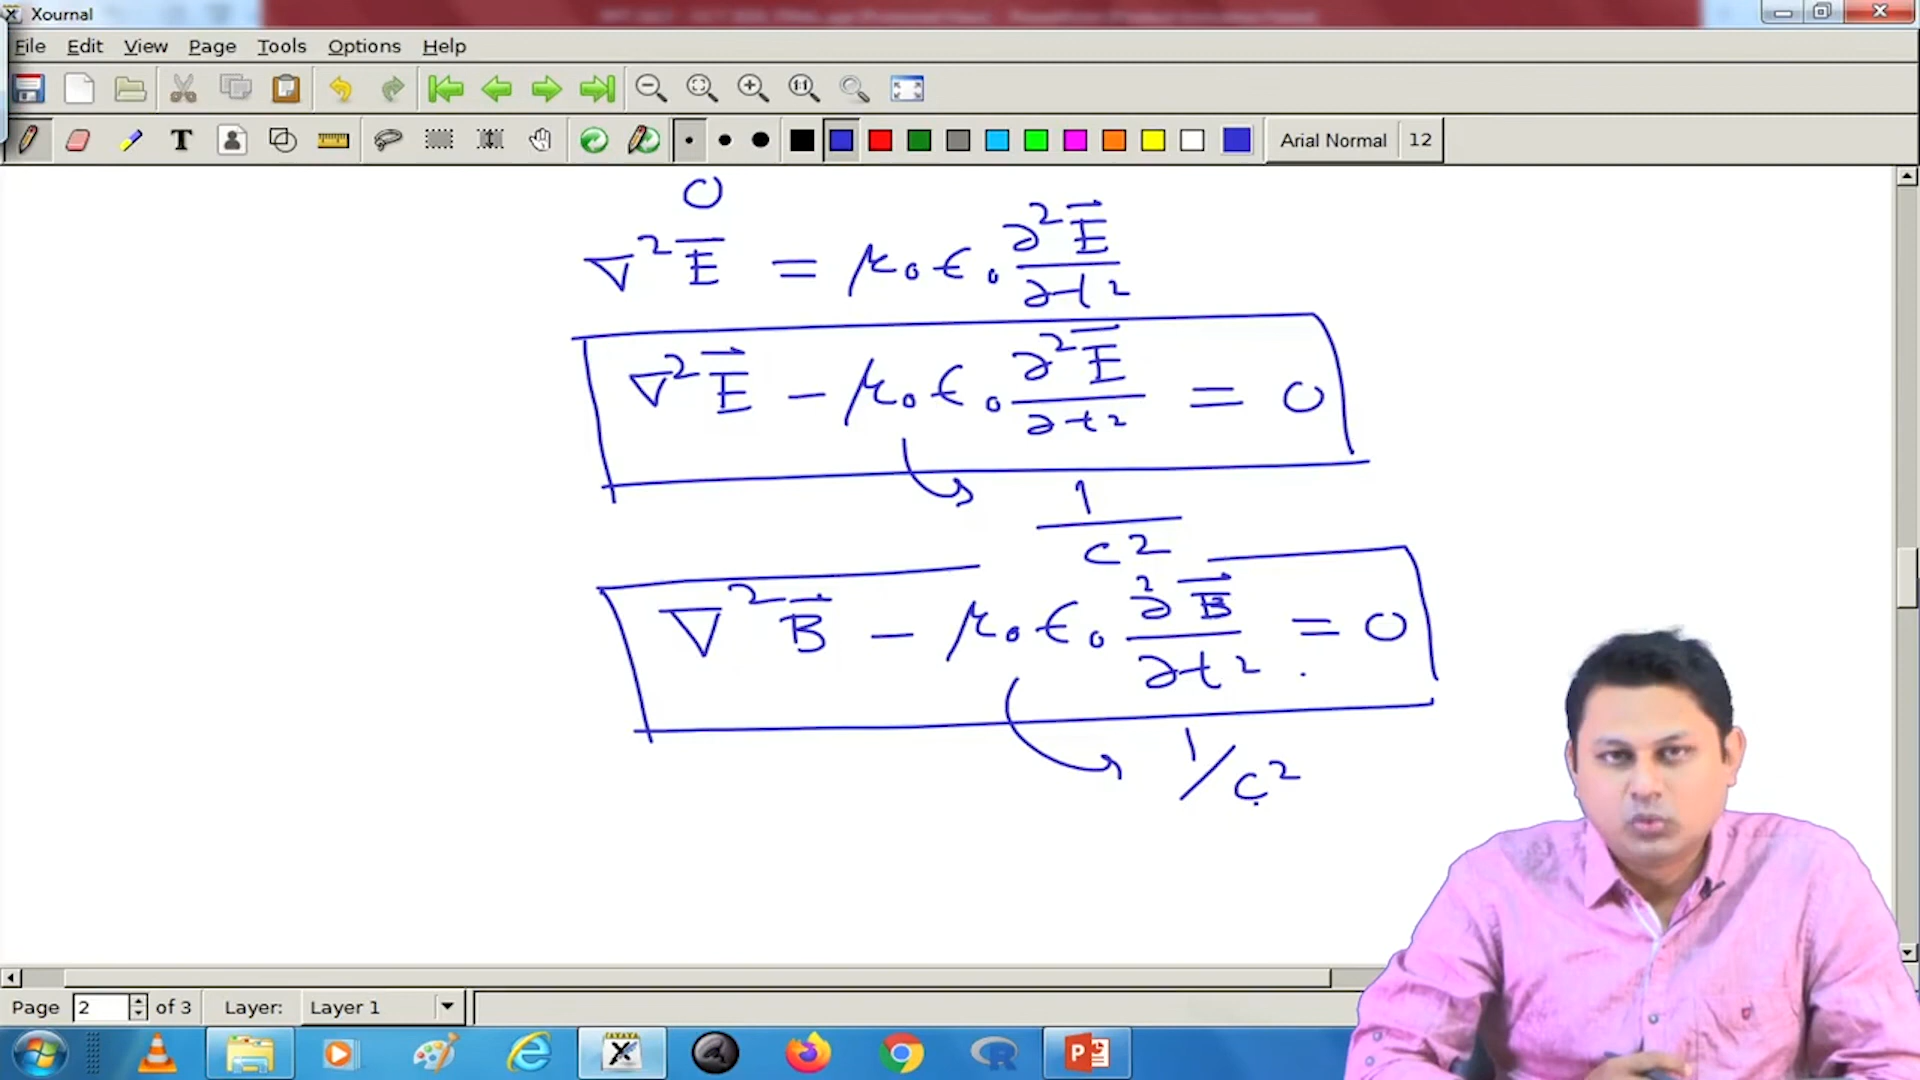 Xournal
File Edit View Page Tools Options Help
T Arial Normal 12
0
∇²E̅ = μ₀ϵ₀ ∂²E̅/∂t²
∇²E⃗ − μ₀ϵ₀ ∂²E̅/∂t² = 0
1/c²
∇²B⃗ − μ₀ϵ₀ ∂²B⃗/∂t² = 0
1/c²
Page 2 of 3 Layer: Layer 1